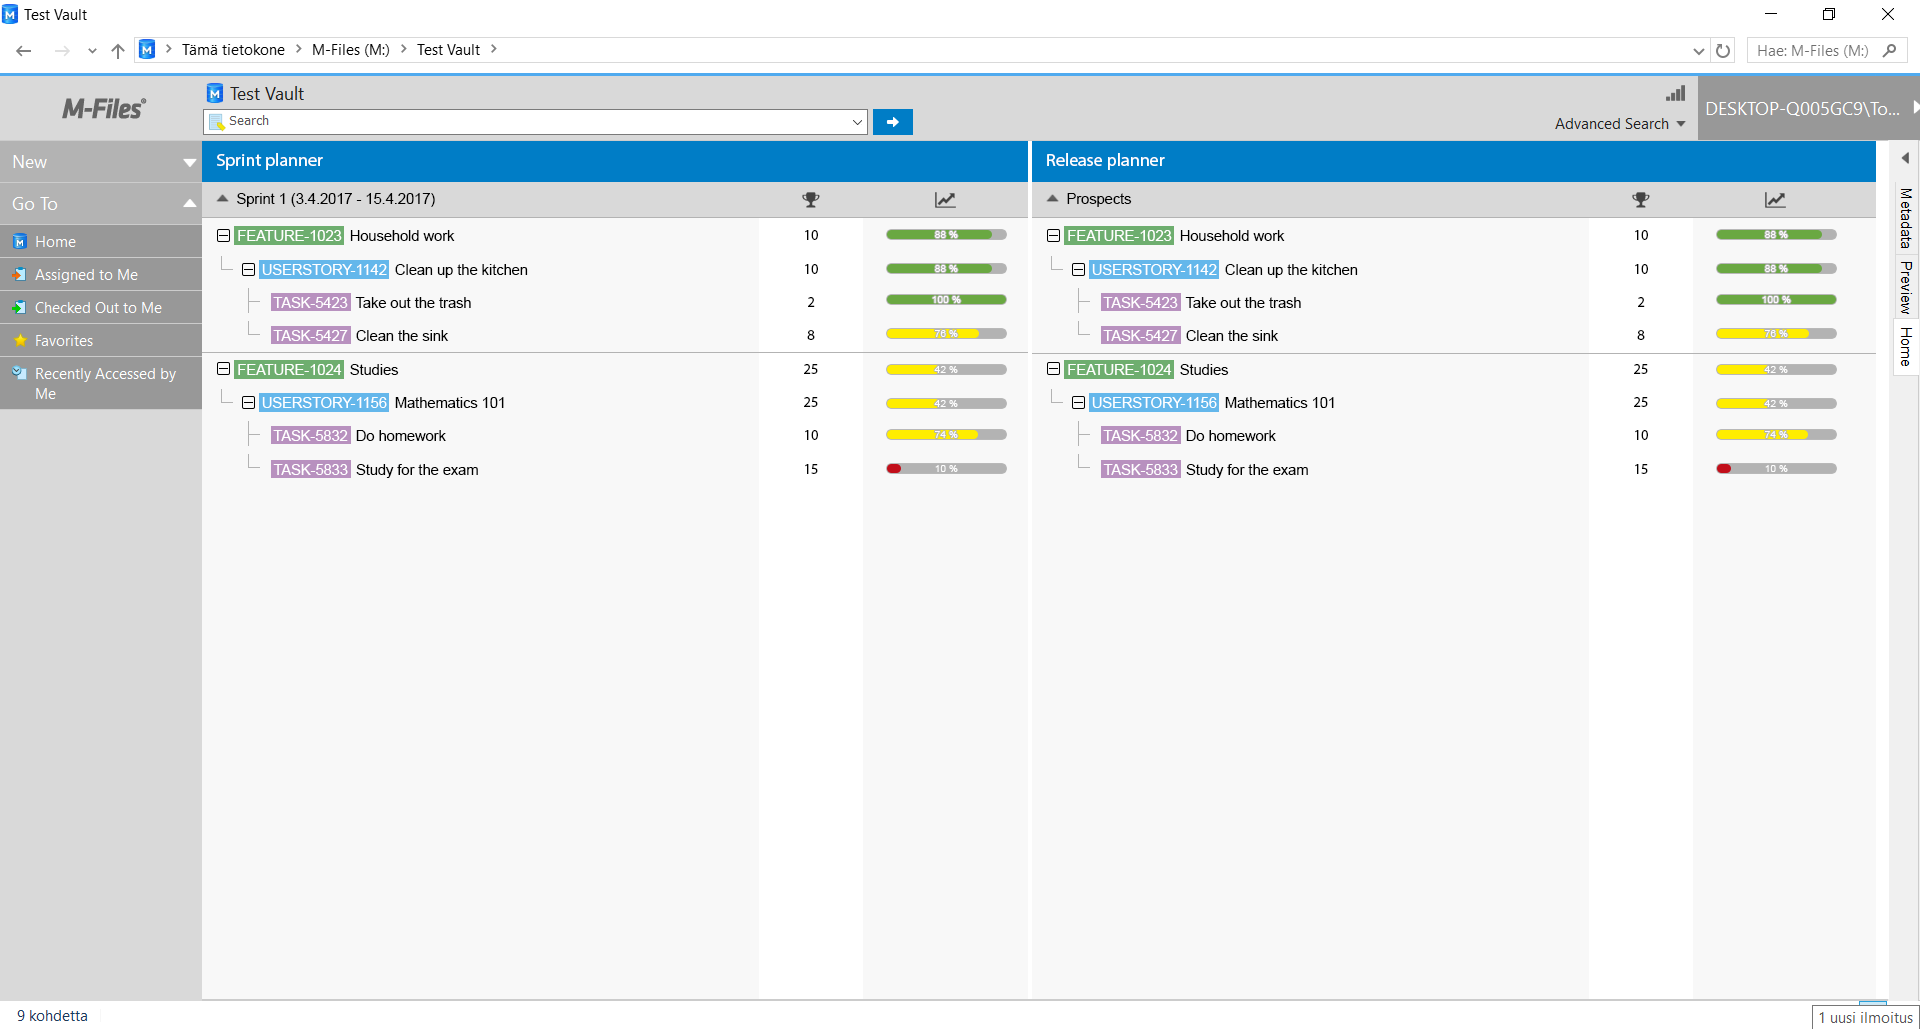 Test Vault
Tämä tietokone M-Files (M:) Test Vault
Hae: M-Files (M:)
M-Files®
Test Vault
Search
Advanced Search
DESKTOP-Q005GC9\To...
New
Go To
Home
Assigned to Me
Checked Out to Me
Favorites
Recently Accessed by
Me
Sprint planner
Sprint 1 (3.4.2017 - 15.4.2017)
FEATURE-1023 Household work 10 88 %
USERSTORY-1142 Clean up the kitchen 10 88 %
TASK-5423 Take out the trash 2 100 %
TASK-5427 Clean the sink 8 76 %
FEATURE-1024 Studies 25 42 %
USERSTORY-1156 Mathematics 101 25 42 %
TASK-5832 Do homework 10 74 %
TASK-5833 Study for the exam 15 10 %
Release planner
Prospects
FEATURE-1023 Household work 10 88 %
USERSTORY-1142 Clean up the kitchen 10 88 %
TASK-5423 Take out the trash 2 100 %
TASK-5427 Clean the sink 8 76 %
FEATURE-1024 Studies 25 42 %
USERSTORY-1156 Mathematics 101 25 42 %
TASK-5832 Do homework 10 74 %
TASK-5833 Study for the exam 15 10 %
Metadata
Preview
Home
9 kohdetta
1 uusi ilmoitus